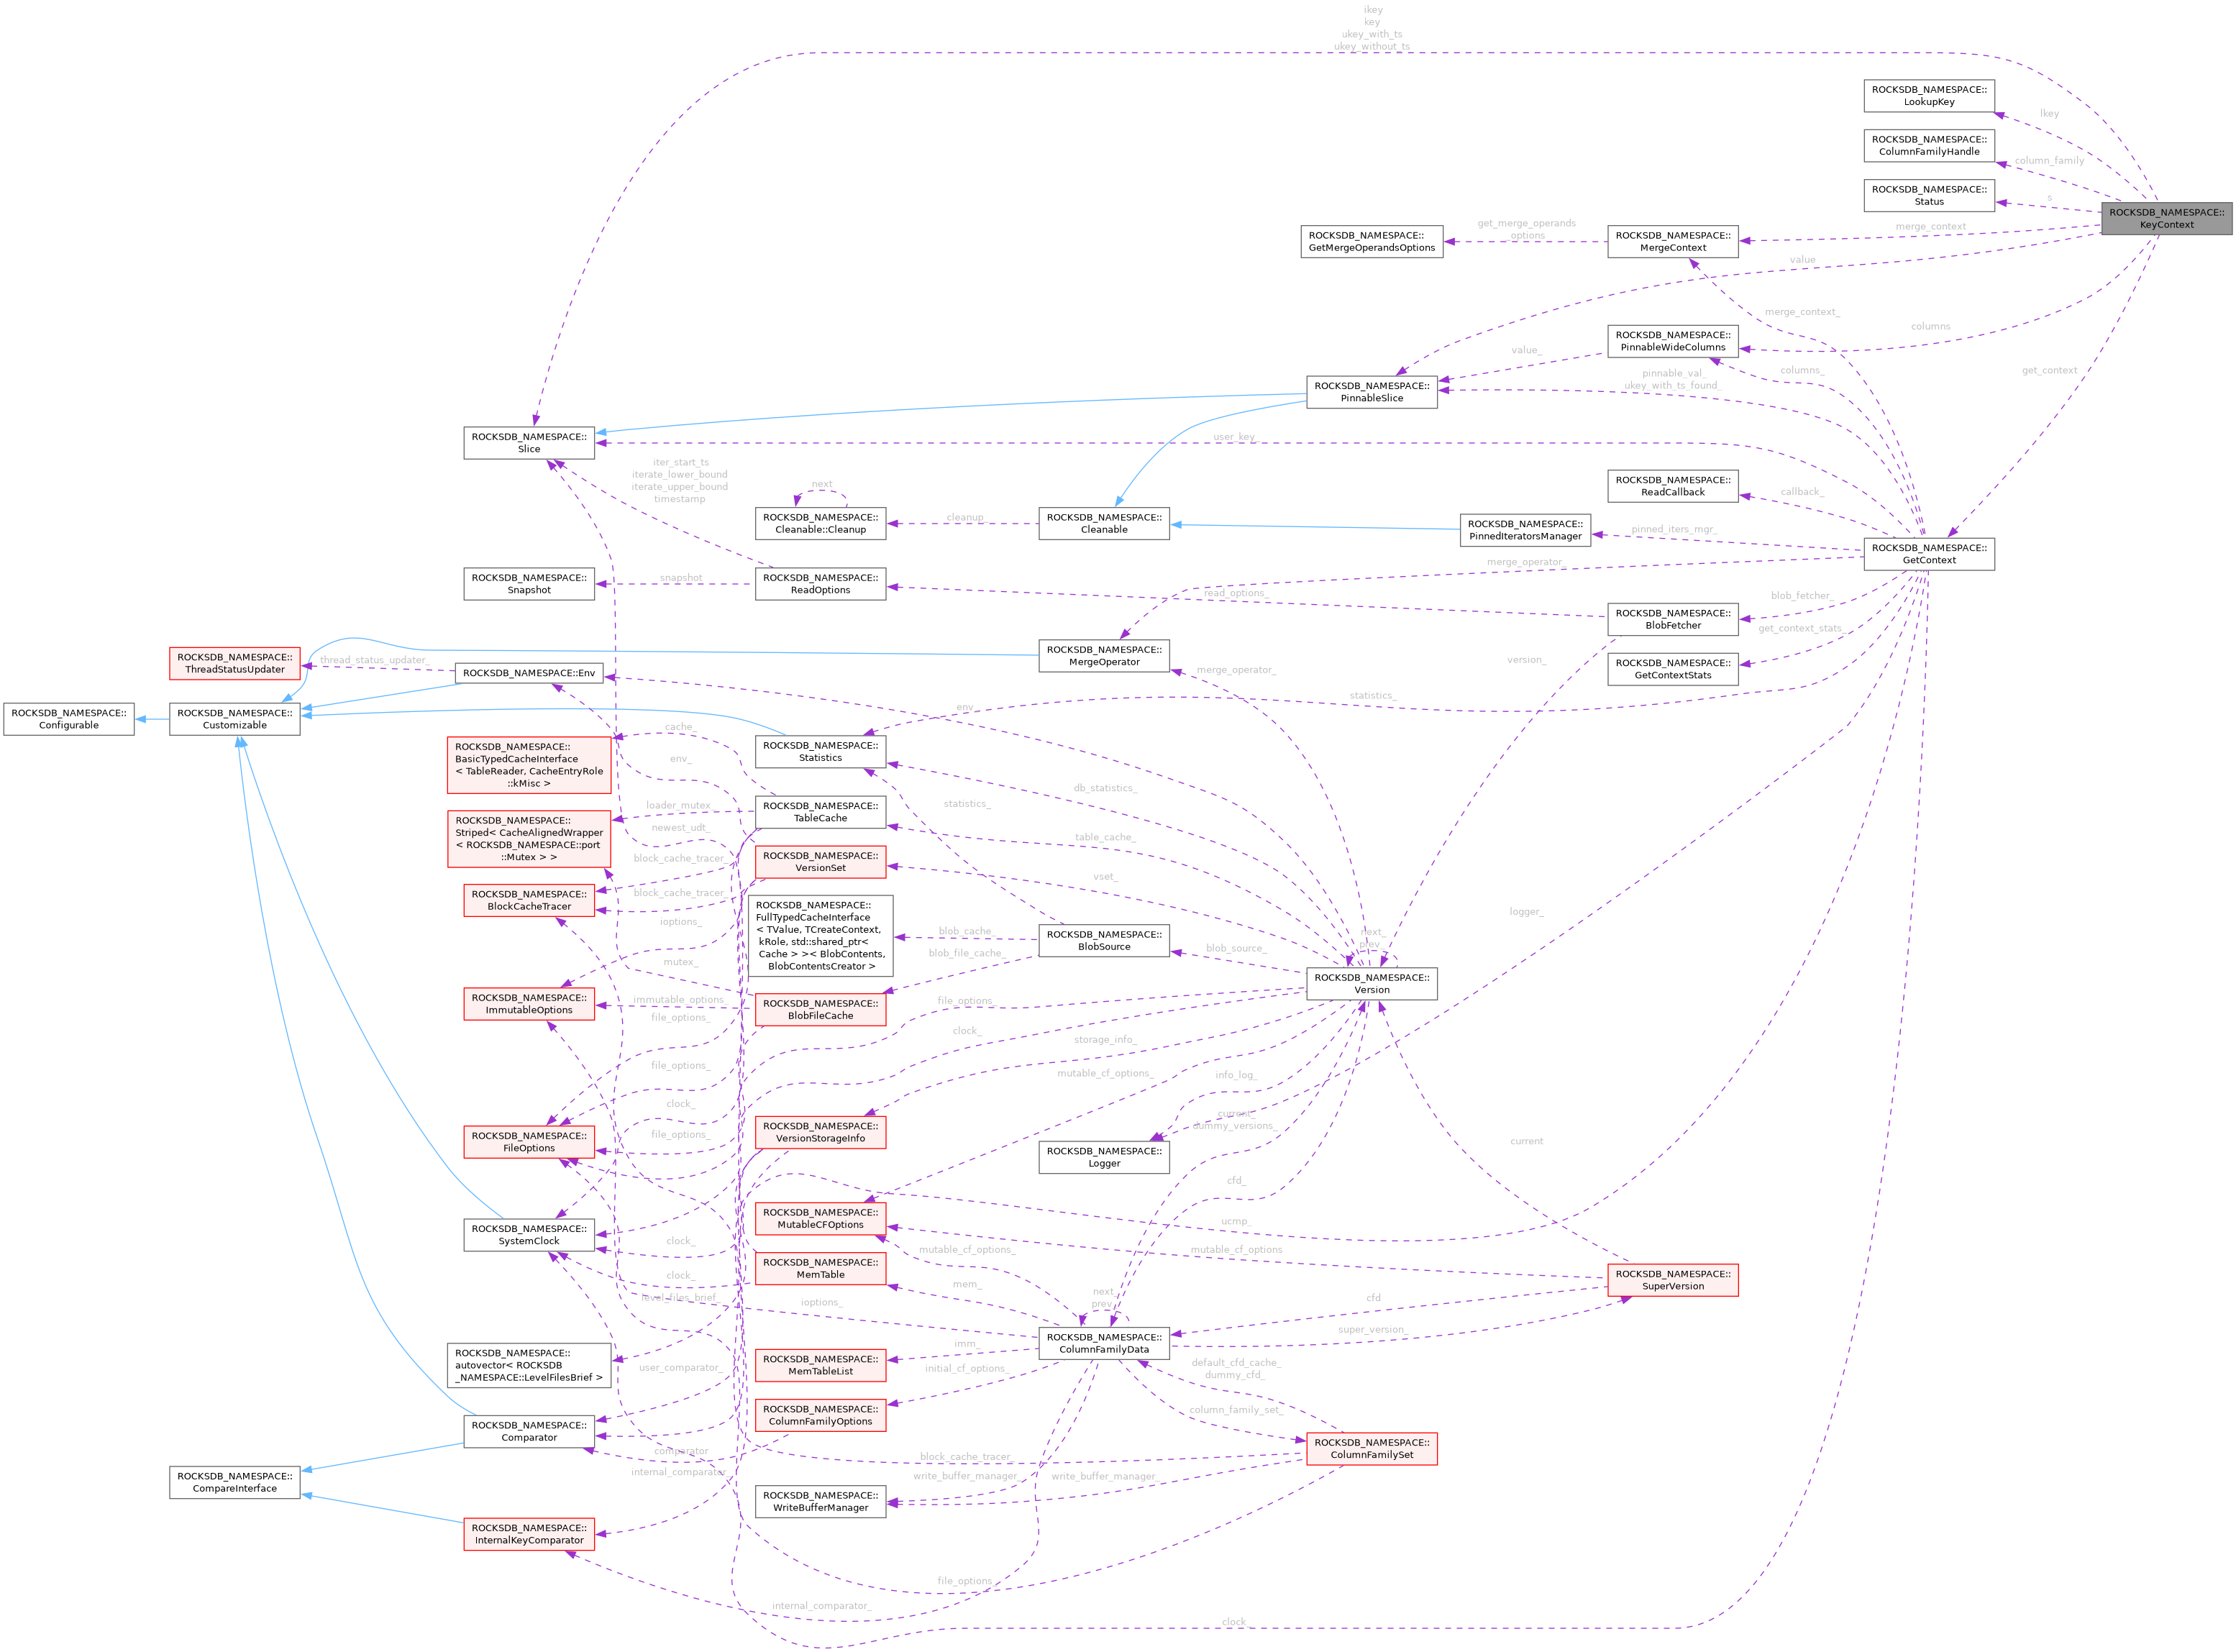 ikey
key
ukey_with_ts
ukey_without_ts
ROCKSDB_NAMESPACE::
LookupKey
lkey
ROCKSDB_NAMESPACE::
ColumnFamilyHandle
column_family
ROCKSDB_NAMESPACE::
Status
s
ROCKSDB_NAMESPACE::
KeyContext
get_merge_operands
_options
ROCKSDB_NAMESPACE::
GetMergeOperandsOptions
ROCKSDB_NAMESPACE::
MergeContext
merge_context
value
merge_context_
ROCKSDB_NAMESPACE::
PinnableWideColumns
columns
value_
columns_
get_context
pinnable_val_
ukey_with_ts_found_
ROCKSDB_NAMESPACE::
PinnableSlice
ROCKSDB_NAMESPACE::
Slice
user_key_
iter_start_ts
iterate_lower_bound
iterate_upper_bound
timestamp
next
ROCKSDB_NAMESPACE::
Cleanable::Cleanup
cleanup_
ROCKSDB_NAMESPACE::
Cleanable
ROCKSDB_NAMESPACE::
ReadCallback
callback_
ROCKSDB_NAMESPACE::
PinnedIteratorsManager
pinned_iters_mgr_
ROCKSDB_NAMESPACE::
GetContext
ROCKSDB_NAMESPACE::
Snapshot
snapshot
ROCKSDB_NAMESPACE::
ReadOptions
read_options_
merge_operator_
ROCKSDB_NAMESPACE::
BlobFetcher
blob_fetcher_
get_context_stats_
ROCKSDB_NAMESPACE::
GetContextStats
ROCKSDB_NAMESPACE::
ThreadStatusUpdater
thread_status_updater_
ROCKSDB_NAMESPACE::Env
ROCKSDB_NAMESPACE::
MergeOperator
merge_operator_
version_
statistics_
ROCKSDB_NAMESPACE::
Configurable
ROCKSDB_NAMESPACE::
Customizable
env_
cache_
ROCKSDB_NAMESPACE::
Statistics
ROCKSDB_NAMESPACE::
BasicTypedCacheInterface
< TableReader, CacheEntryRole
::kMisc >
env_
db_statistics_
statistics_
loader_mutex_
ROCKSDB_NAMESPACE::
TableCache
table_cache_
ROCKSDB_NAMESPACE::
Striped< CacheAlignedWrapper
< ROCKSDB_NAMESPACE::port
::Mutex > >
newest_udt_
block_cache_tracer_
ROCKSDB_NAMESPACE::
VersionSet
vset_
ROCKSDB_NAMESPACE::
BlockCacheTracer
block_cache_tracer_
ioptions_
ROCKSDB_NAMESPACE::
FullTypedCacheInterface
< TValue, TCreateContext,
kRole, std::shared_ptr<
Cache > >< BlobContents,
BlobContentsCreator >
blob_cache_
ROCKSDB_NAMESPACE::
BlobSource
blob_source_
blob_file_cache_
logger_
next_
prev_
ROCKSDB_NAMESPACE::
Version
mutex_
ROCKSDB_NAMESPACE::
ImmutableOptions
immutable_options_
ROCKSDB_NAMESPACE::
BlobFileCache
file_options_
file_options_
clock_
storage_info_
mutable_cf_options_
info_log_
file_options_
clock_
ROCKSDB_NAMESPACE::
FileOptions
file_options_
ROCKSDB_NAMESPACE::
VersionStorageInfo
current_
dummy_versions_
ROCKSDB_NAMESPACE::
Logger
current
cfd_
ROCKSDB_NAMESPACE::
SystemClock
clock_
ROCKSDB_NAMESPACE::
MutableCFOptions
ucmp_
mutable_cf_options_
mutable_cf_options
clock_
ROCKSDB_NAMESPACE::
MemTable
mem_
ROCKSDB_NAMESPACE::
SuperVersion
level_files_brief_
ioptions_
next_
prev_
cfd
super_version_
ROCKSDB_NAMESPACE::
ColumnFamilyData
ROCKSDB_NAMESPACE::
autovector< ROCKSDB
_NAMESPACE::LevelFilesBrief >
user_comparator_
ROCKSDB_NAMESPACE::
MemTableList
imm_
initial_cf_options_
default_cfd_cache_
dummy_cfd_
ROCKSDB_NAMESPACE::
ColumnFamilyOptions
column_family_set_
ROCKSDB_NAMESPACE::
Comparator
comparator
internal_comparator_
block_cache_tracer_
ROCKSDB_NAMESPACE::
ColumnFamilySet
ROCKSDB_NAMESPACE::
CompareInterface
write_buffer_manager_
write_buffer_manager_
ROCKSDB_NAMESPACE::
WriteBufferManager
ROCKSDB_NAMESPACE::
InternalKeyComparator
file_options_
internal_comparator_
clock_